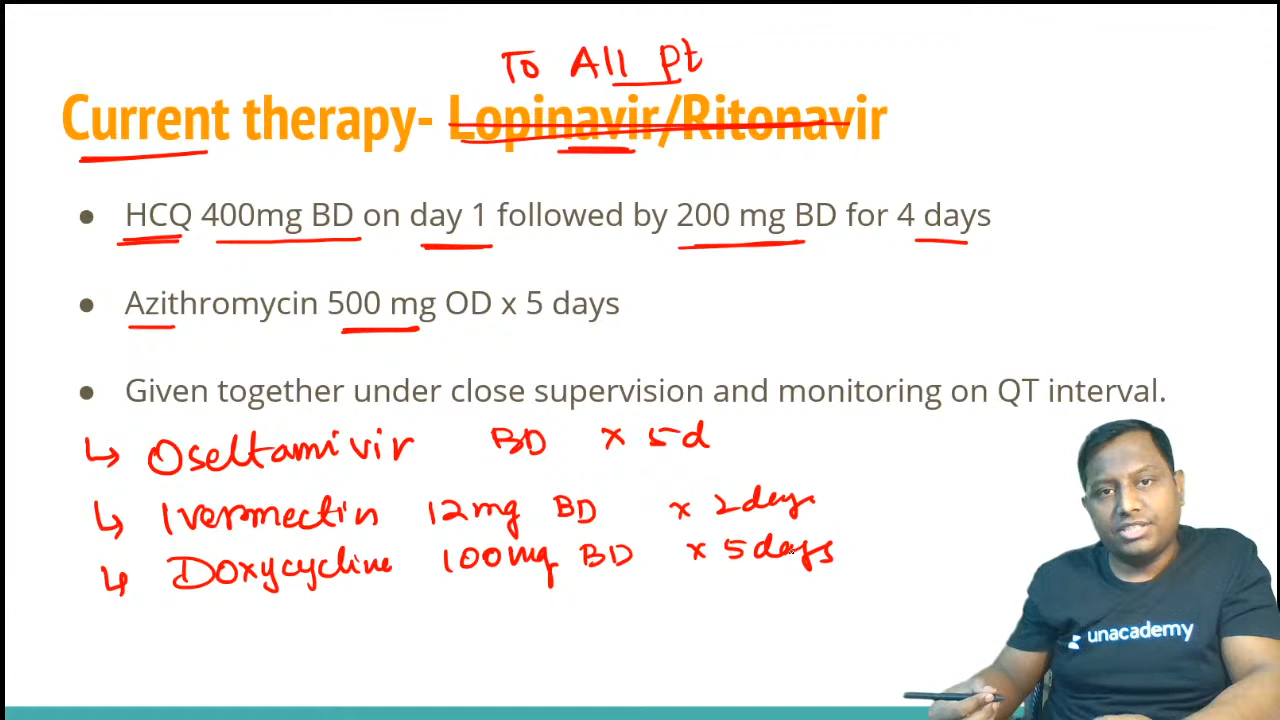 To All pt
Current therapy- Lopinavir/Ritonavir
● HCQ 400mg BD on day 1 followed by 200 mg BD for 4 days
● Azithromycin 500 mg OD x 5 days
● Given together under close supervision and monitoring on QT interval.
↳ Oseltamivir BD x 5d
↳ Ivermectin 12mg BD x 2days
↳ Doxycycline 100mg BD x 5days
unacademy